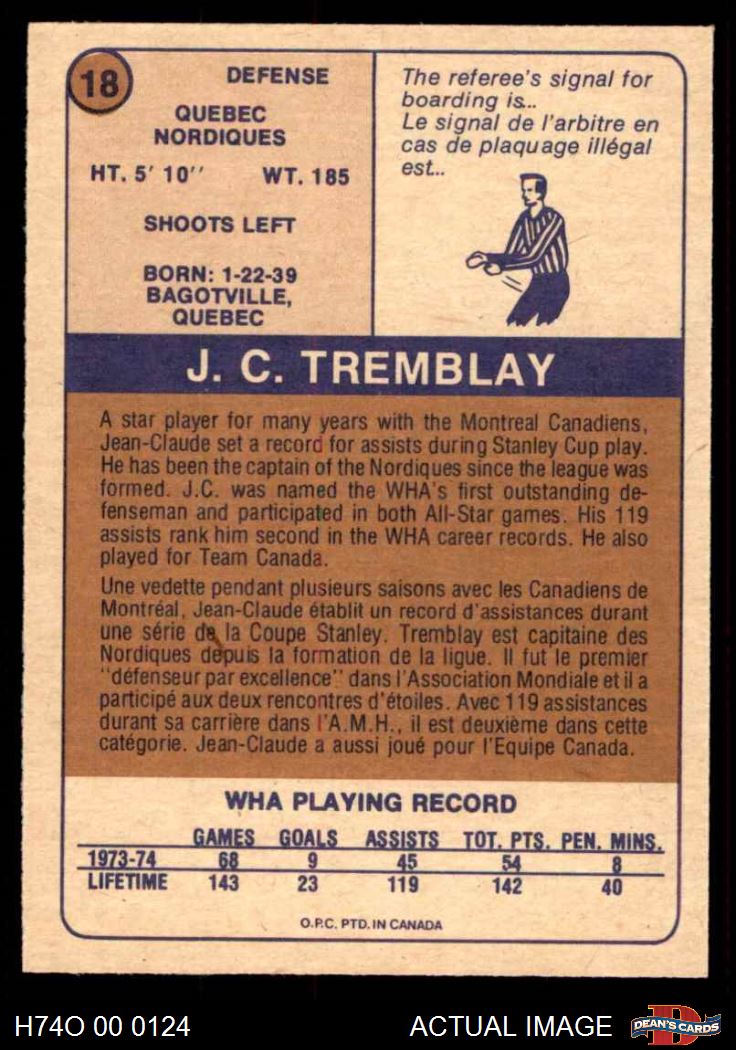 18
DEFENSE
QUEBEC
NORDIQUES
HT. 5' 10'' WT. 185
SHOOTS LEFT
BORN: 1-22-39
BAGOTVILLE,
QUEBEC
The referee's signal for
boarding is...
Le signal de l'arbitre en
cas de plaquage illégal
est...
J. C. TREMBLAY
A star player for many years with the Montreal Canadiens,
Jean-Claude set a record for assists during Stanley Cup play.
He has been the captain of the Nordiques since the league was
formed. J.C. was named the WHA's first outstanding de-
fenseman and participated in both All-Star games. His 119
assists rank him second in the WHA career records. He also
played for Team Canada.
Une vedette pendant plusieurs saisons avec les Canadiens de
Montréal, Jean-Claude établit un record d'assistances durant
une série de la Coupe Stanley. Tremblay est capitaine des
Nordiques depuis la formation de la ligue. Il fut le premier
"défenseur par excellence" dans l'Association Mondiale et il a
participé aux deux rencontres d'étoiles. Avec 119 assistances
durant sa carrière dans l'A.M.H., il est deuxième dans cette
catégorie. Jean-Claude a aussi joué pour l'Equipe Canada.
WHA PLAYING RECORD
GAMES GOALS ASSISTS TOT. PTS. PEN. MINS.
1973-74 68 9 45 54 8
LIFETIME 143 23 119 142 40
O.P.C. PTD. IN CANADA
H74O 00 0124 ACTUAL IMAGE
DEAN'S CARDS